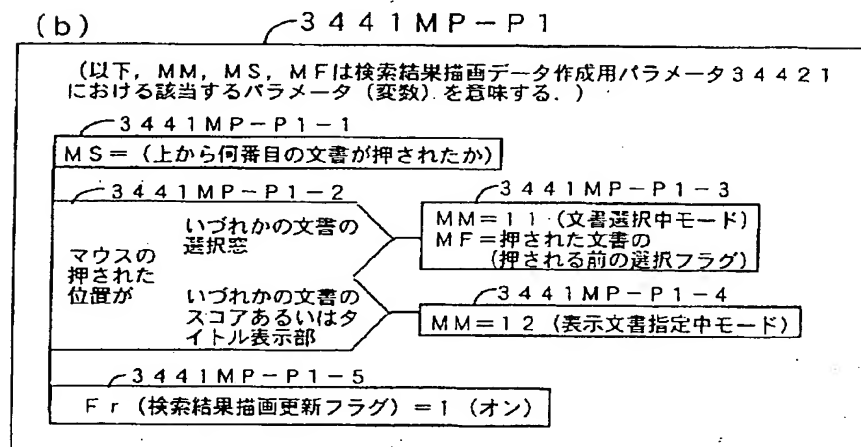 (b)
3441MP-P1
(以下,MM,MS,MFは検索結果描画データ作成用パラメータ34421
における該当するパラメータ(変数).を意味する.)
3441MP-P1-1
MS=(上から何番目の文書が押されたか)
3441MP-P1-2
マウスの
押された
位置が
いづれかの文書の
選択窓
3441MP-P1-3
MM=11(文書選択中モード)
MF=押された文書の
(押される前の選択フラグ)
いづれかの文書の
スコアあるいはタ
イトル表示部
3441MP-P1-4
MM=12(表示文書指定中モード)
3441MP-P1-5
Fr(検索結果描画更新フラグ)=1(オン)